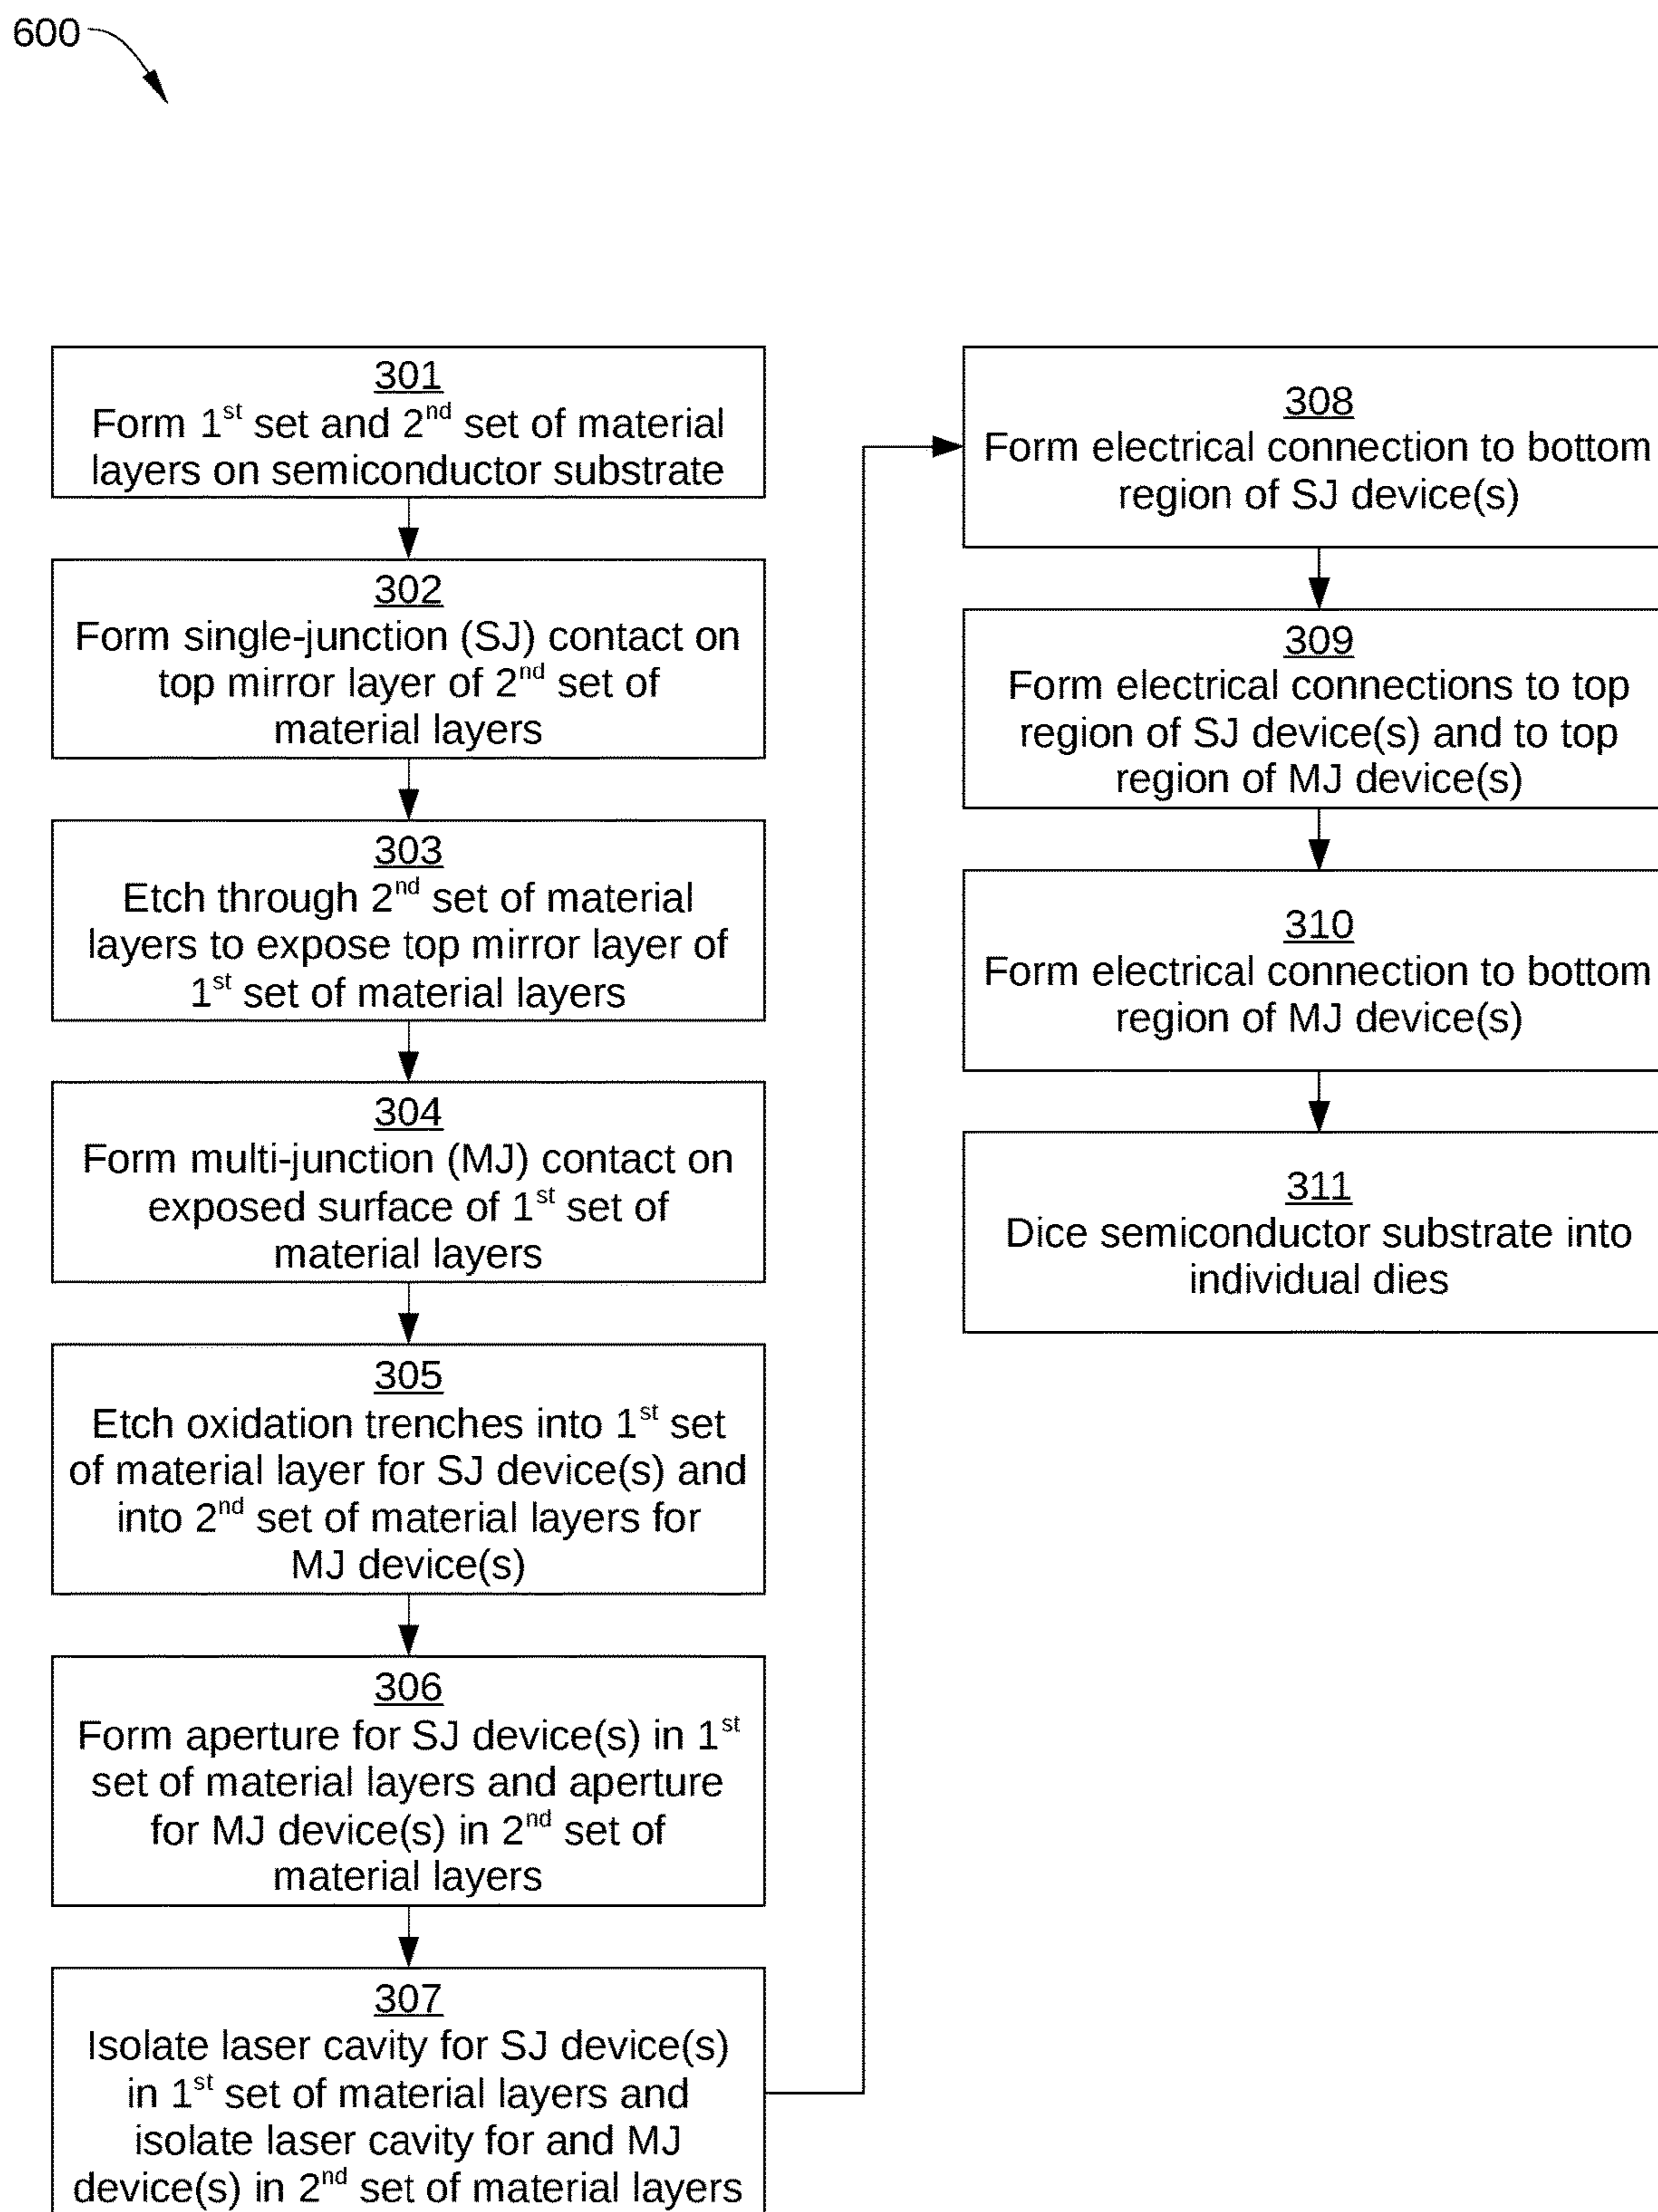 600
301
Form 1st set and 2nd set of material
layers on semiconductor substrate
302
Form single-junction (SJ) contact on
top mirror layer of 2nd set of
material layers
303
Etch through 2nd set of material
layers to expose top mirror layer of
1st set of material layers
304
Form multi-junction (MJ) contact on
exposed surface of 1st set of
material layers
305
Etch oxidation trenches into 1st set
of material layer for SJ device(s) and
into 2nd set of material layers for
MJ device(s)
306
Form aperture for SJ device(s) in 1st
set of material layers and aperture
for MJ device(s) in 2nd set of
material layers
307
Isolate laser cavity for SJ device(s)
in 1st set of material layers and
isolate laser cavity for and MJ
device(s) in 2nd set of material layers
308
Form electrical connection to bottom
region of SJ device(s)
309
Form electrical connections to top
region of SJ device(s) and to top
region of MJ device(s)
310
Form electrical connection to bottom
region of MJ device(s)
311
Dice semiconductor substrate into
individual dies